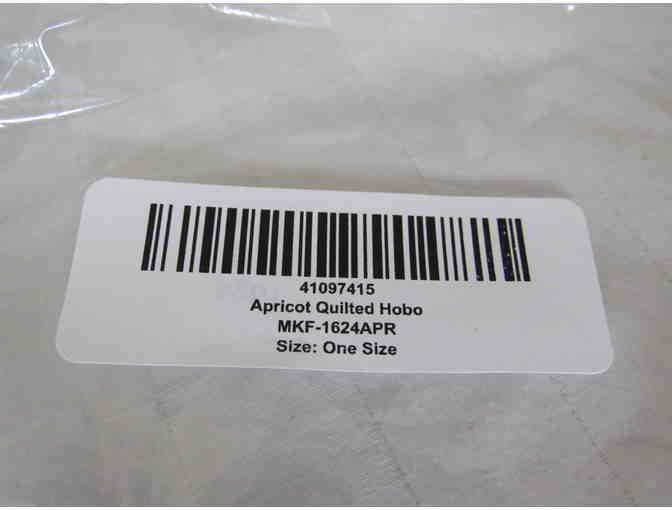 41097415
Apricot Quilted Hobo
MKF-1624APR
Size: One Size